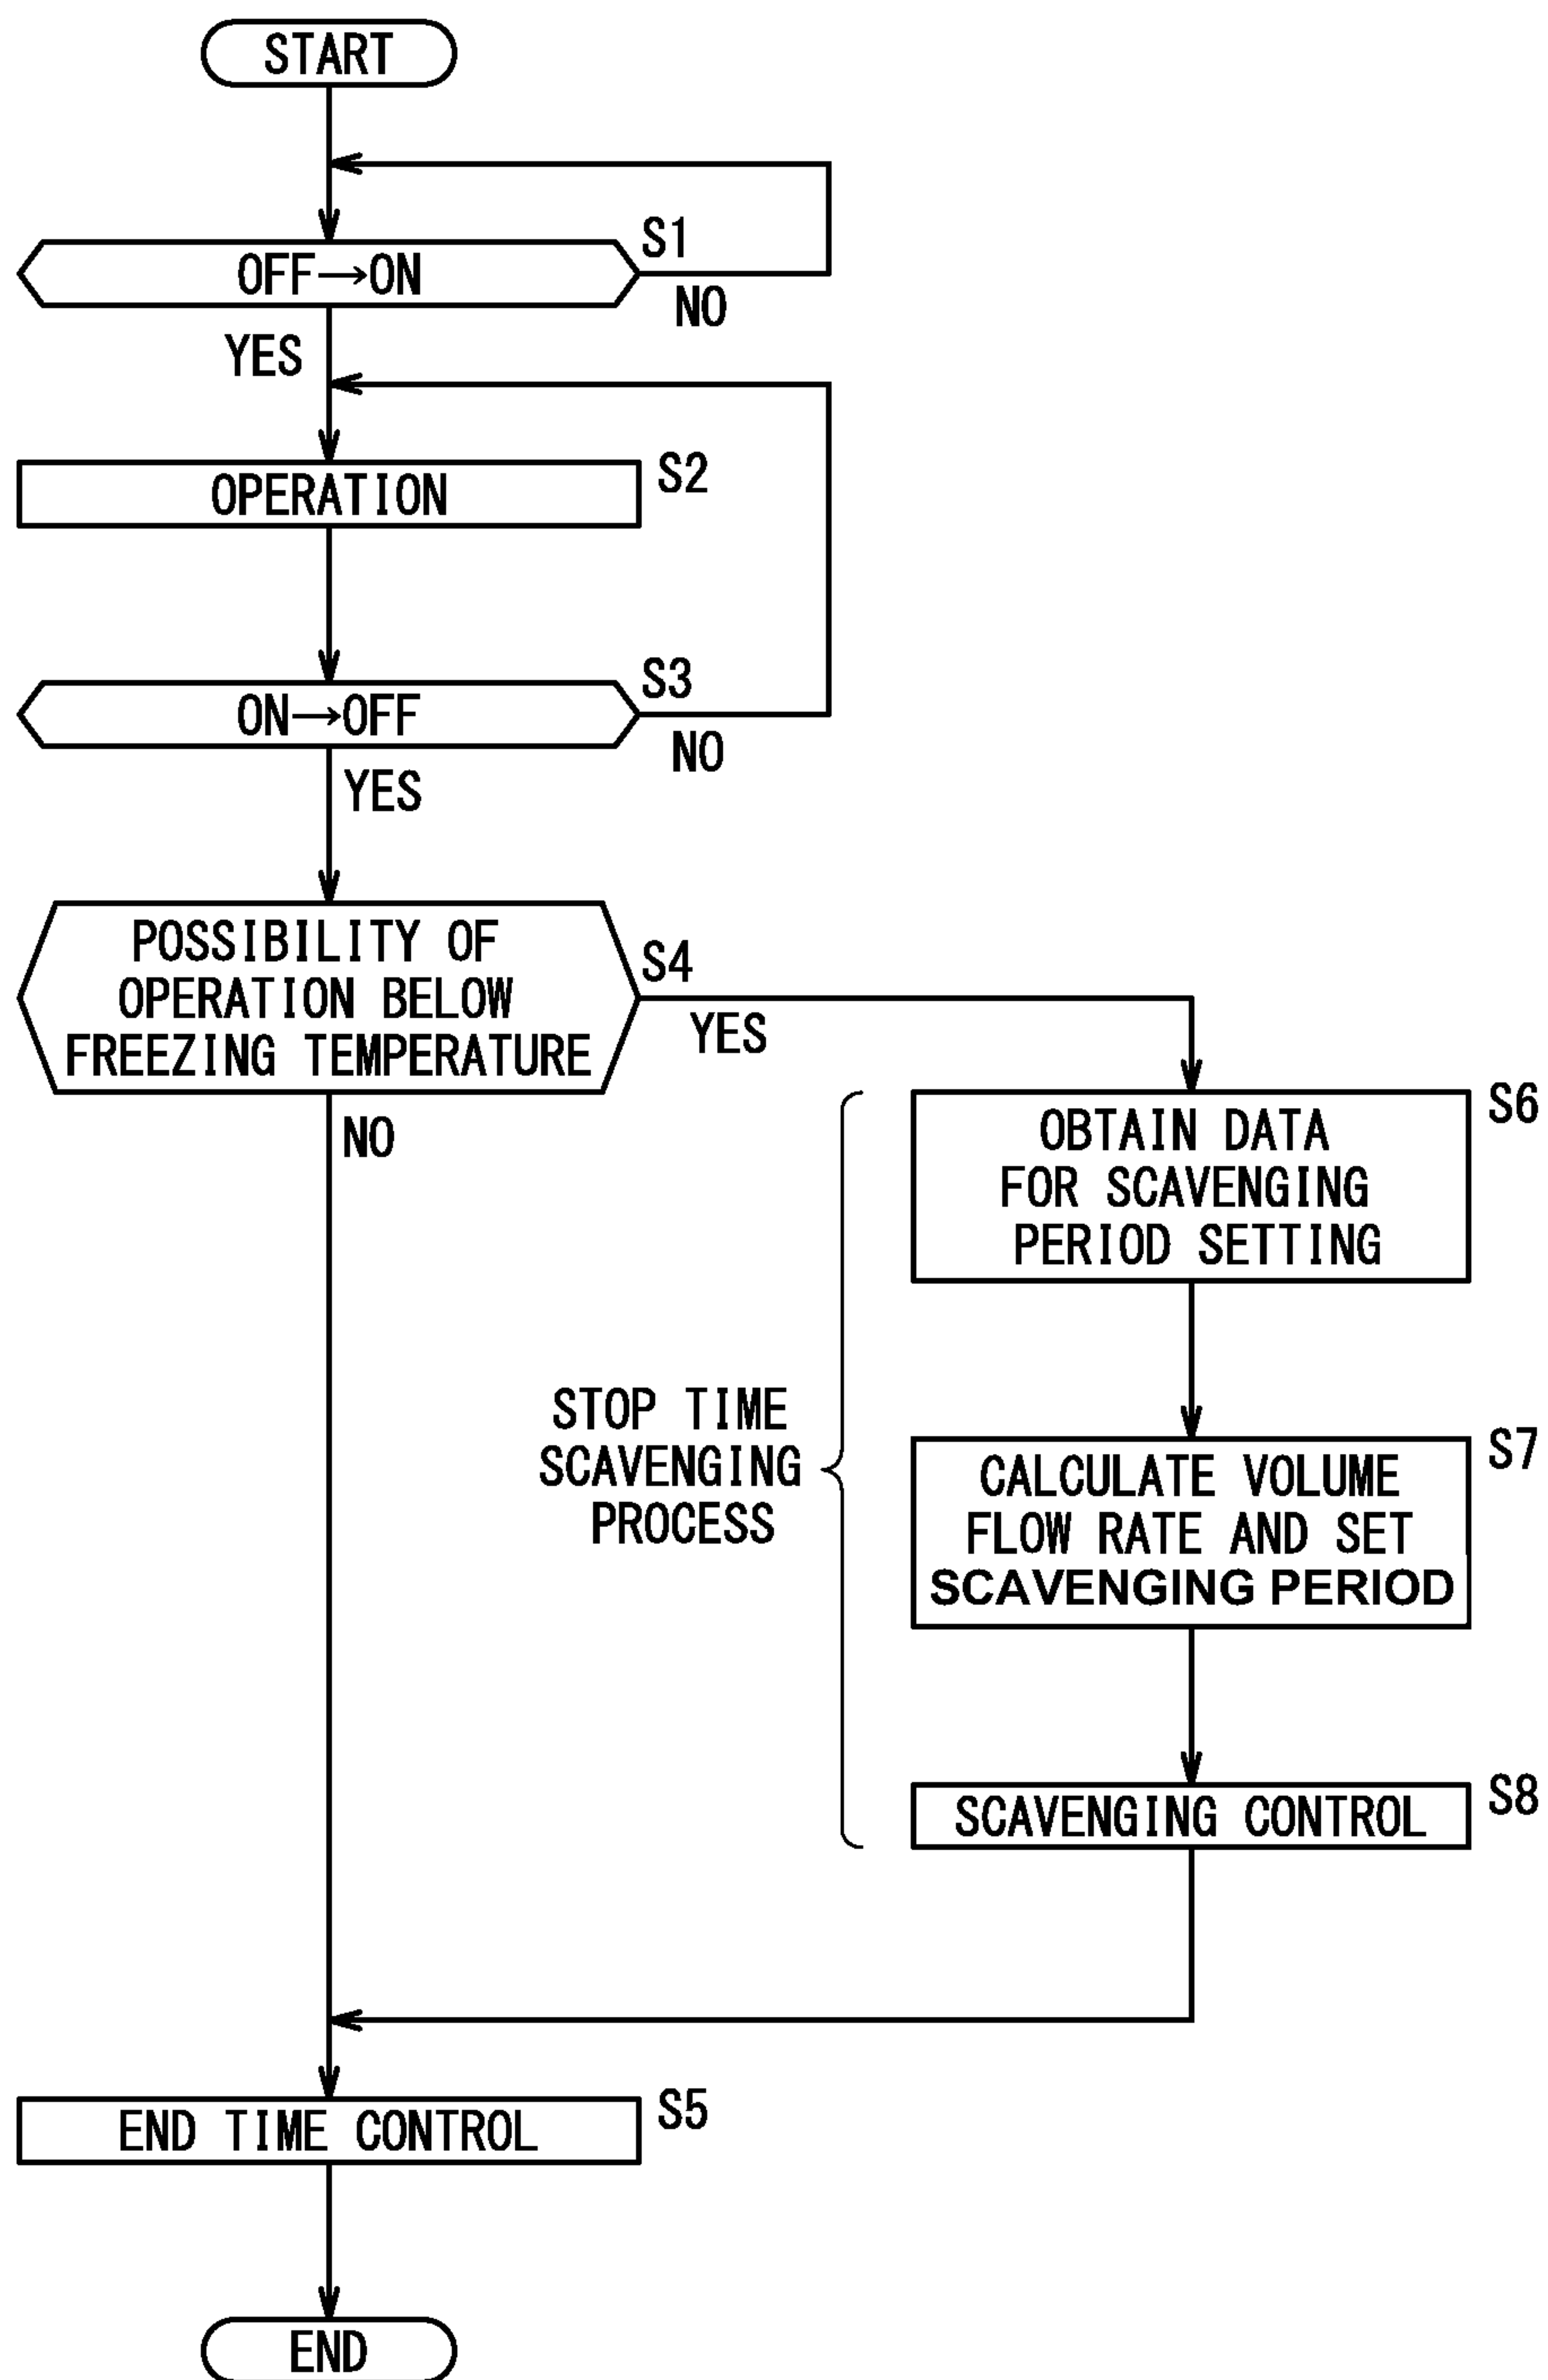 START
OFF→ON
S1
NO
YES
OPERATION
S2
ON→OFF
S3
NO
YES
POSSIBILITY OF
OPERATION BELOW
FREEZING TEMPERATURE
S4
YES
NO
OBTAIN DATA
FOR SCAVENGING
PERIOD SETTING
S6
STOP TIME
SCAVENGING
PROCESS
CALCULATE VOLUME
FLOW RATE AND SET
SCAVENGING PERIOD
S7
SCAVENGING CONTROL
S8
END TIME CONTROL
S5
END